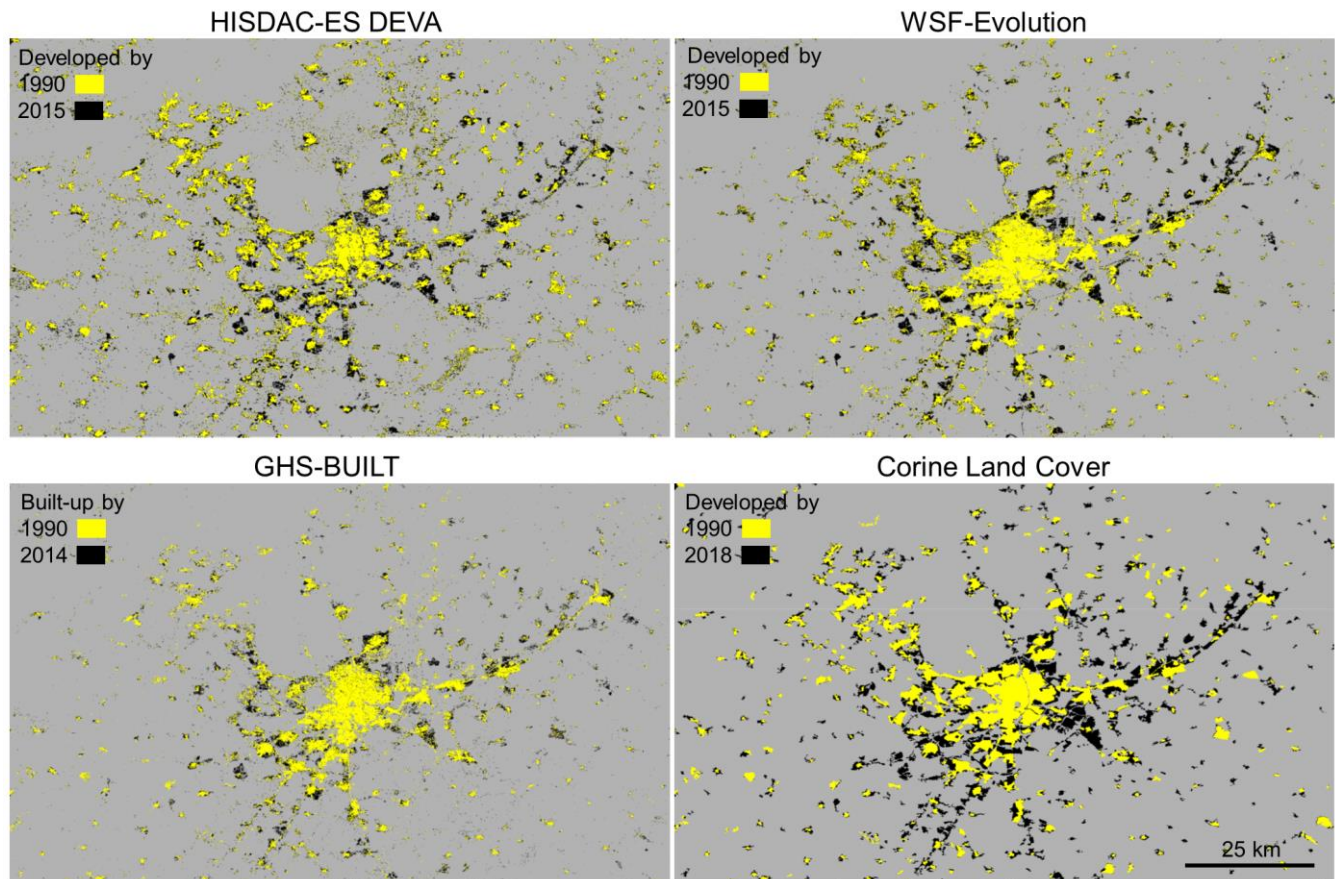 HISDAC-ES DEVA
Developed by
1990
2015
WSF-Evolution
Developed by
1990
2015
GHS-BUILT
Built-up by
1990
2014
Corine Land Cover
Developed by
1990
2018
25 km